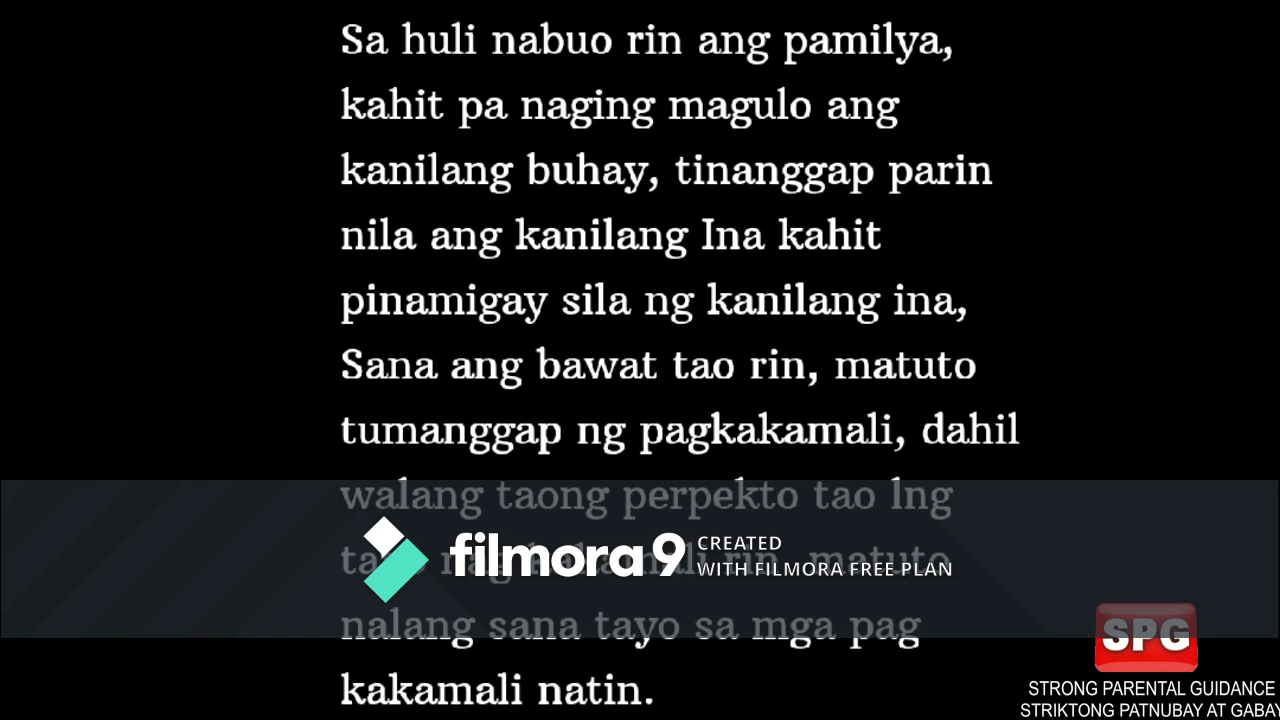 Sa huli nabuo rin ang pamilya,
kahit pa naging magulo ang
kanilang buhay, tinanggap parin
nila ang kanilang Ina kahit
pinamigay sila ng kanilang ina,
Sana ang bawat tao rin, matuto
tumanggap ng pagkakamali, dahil
walang taong perpekto tao lng
matuto
filmora9 CREATED
WITH FILMORA FREE PLAN
nalang sana tayo sa mga pag
SPG
kakamali natin.
STRONG PARENTAL GUIDANCE
STRIKTONG PATNUBAY AT